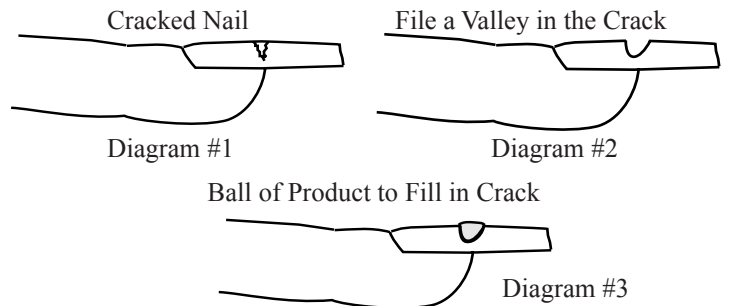 Cracked Nail
File a Valley in the Crack
Diagram #1
Diagram #2
Ball of Product to Fill in Crack
Diagram #3